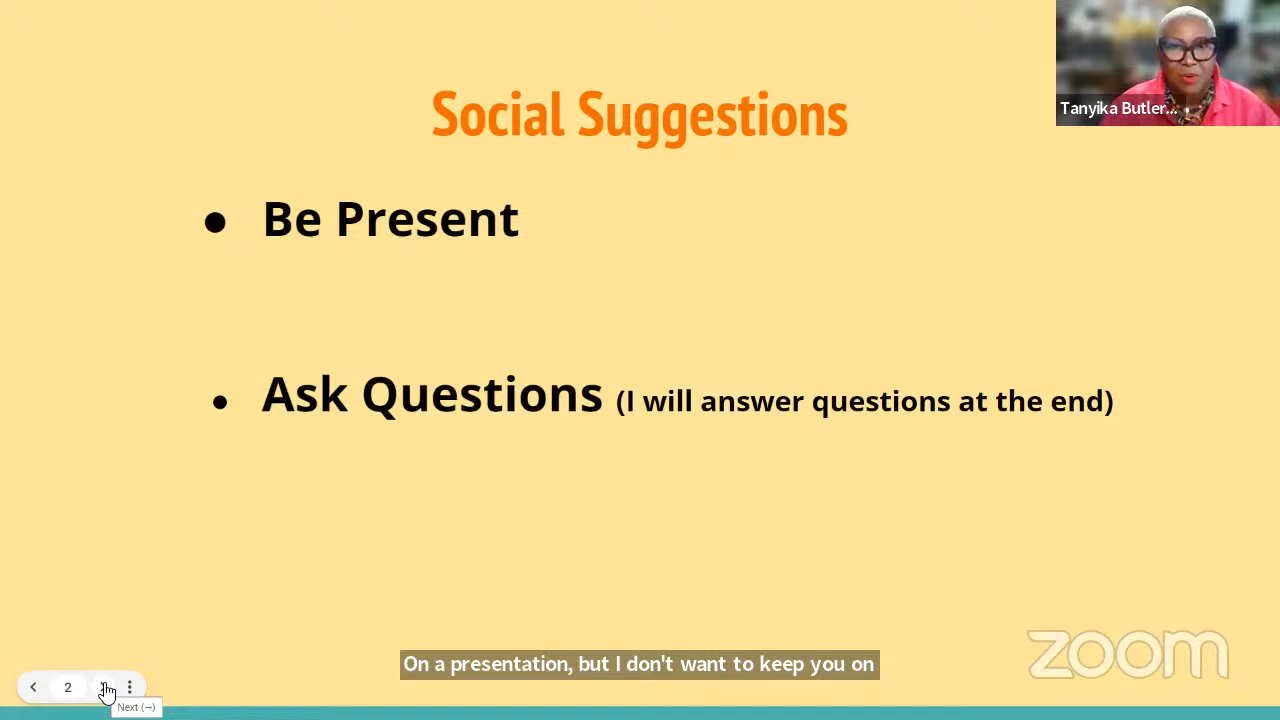 Social Suggestions
Tanyika Butler...
● Be Present
● Ask Questions (I will answer questions at the end)
On a presentation, but I don't want to keep you on
zoom
2
Next (→)